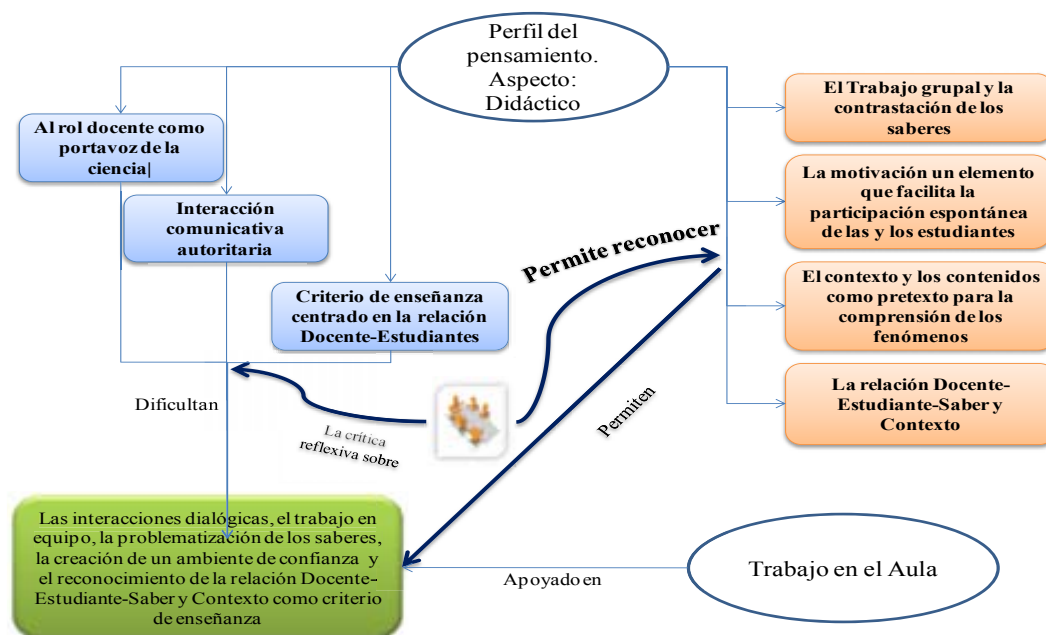 Perfil del
pensamiento.
Aspecto:
Didáctico
Al rol docente como
portavoz de la
ciencia|
Interacción
comunicativa
autoritaria
Criterio de enseñanza
centrado en la relación
Docente-Estudiantes
El Trabajo grupal y la
contrastación de los
saberes
La motivación un elemento
que facilita la
participación espontánea
de las y los estudiantes
El contexto y los contenidos
como pretexto para la
comprensión de los
fenómenos
La relación Docente-
Estudiante-Saber y
Contexto
Permite reconocer
Dificultan
La crítica
reflexiva sobre
Permiten
Las interacciones dialógicas, el trabajo en
equipo, la problematización de los saberes,
la creación de un ambiente de confianza y
el reconocimiento de la relación Docente-
Estudiante-Saber y Contexto como criterio
de enseñanza
Apoyado en
Trabajo en el Aula